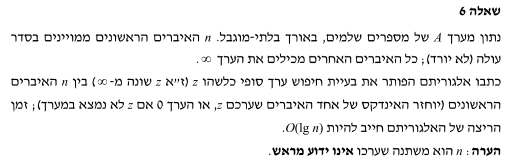 שאלה 6
נתון מערך A של מספרים שלמים, באורך בלתי-מוגבל. n האיברים הראשונים ממויינים בסדר
עולה (לא יורד); כל האיברים האחרים מכילים את הערך ∞.
כתבו אלגוריתם הפותר את בעיית חיפוש ערך סופי כלשהו z (ז״א z שונה מ-∞) בין n האיברים
הראשונים (יוחזר האינדקס של אחד האיברים שערכם z, או הערך 0 אם z לא נמצא במערך); זמן
הריצה של האלגוריתם חייב להיות O(lg n).
הערה: n הוא משתנה שערכו אינו ידוע מראש.